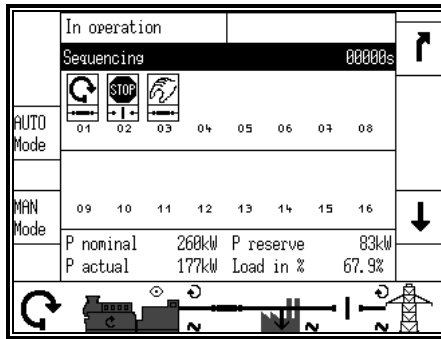 In operation
Sequencing 00000s
STOP
01 02 03 04 05 06 07 08
AUTO
Mode
09 10 11 12 13 14 15 16
MAN
Mode
P nominal 260kW P reserve 83kW
P actual 177kW Load in % 67.9%